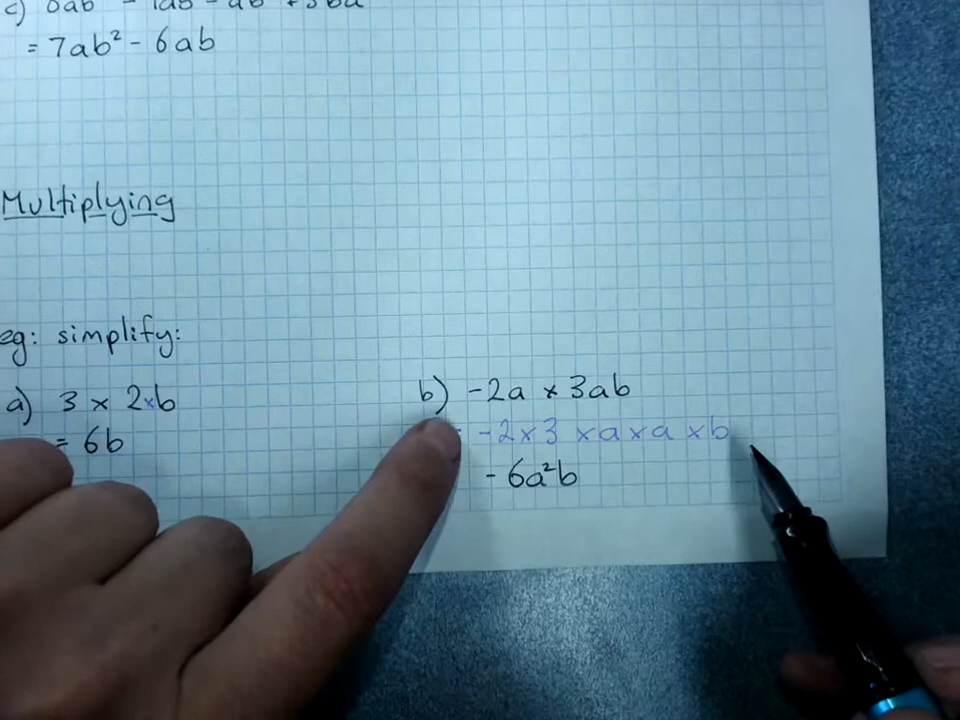 c)
= 7ab² - 6ab
Multiplying
eg: simplify:
a) 3 × 2×b
= 6b
b) -2a × 3ab
-2×3 ×a×a ×b
- 6a²b